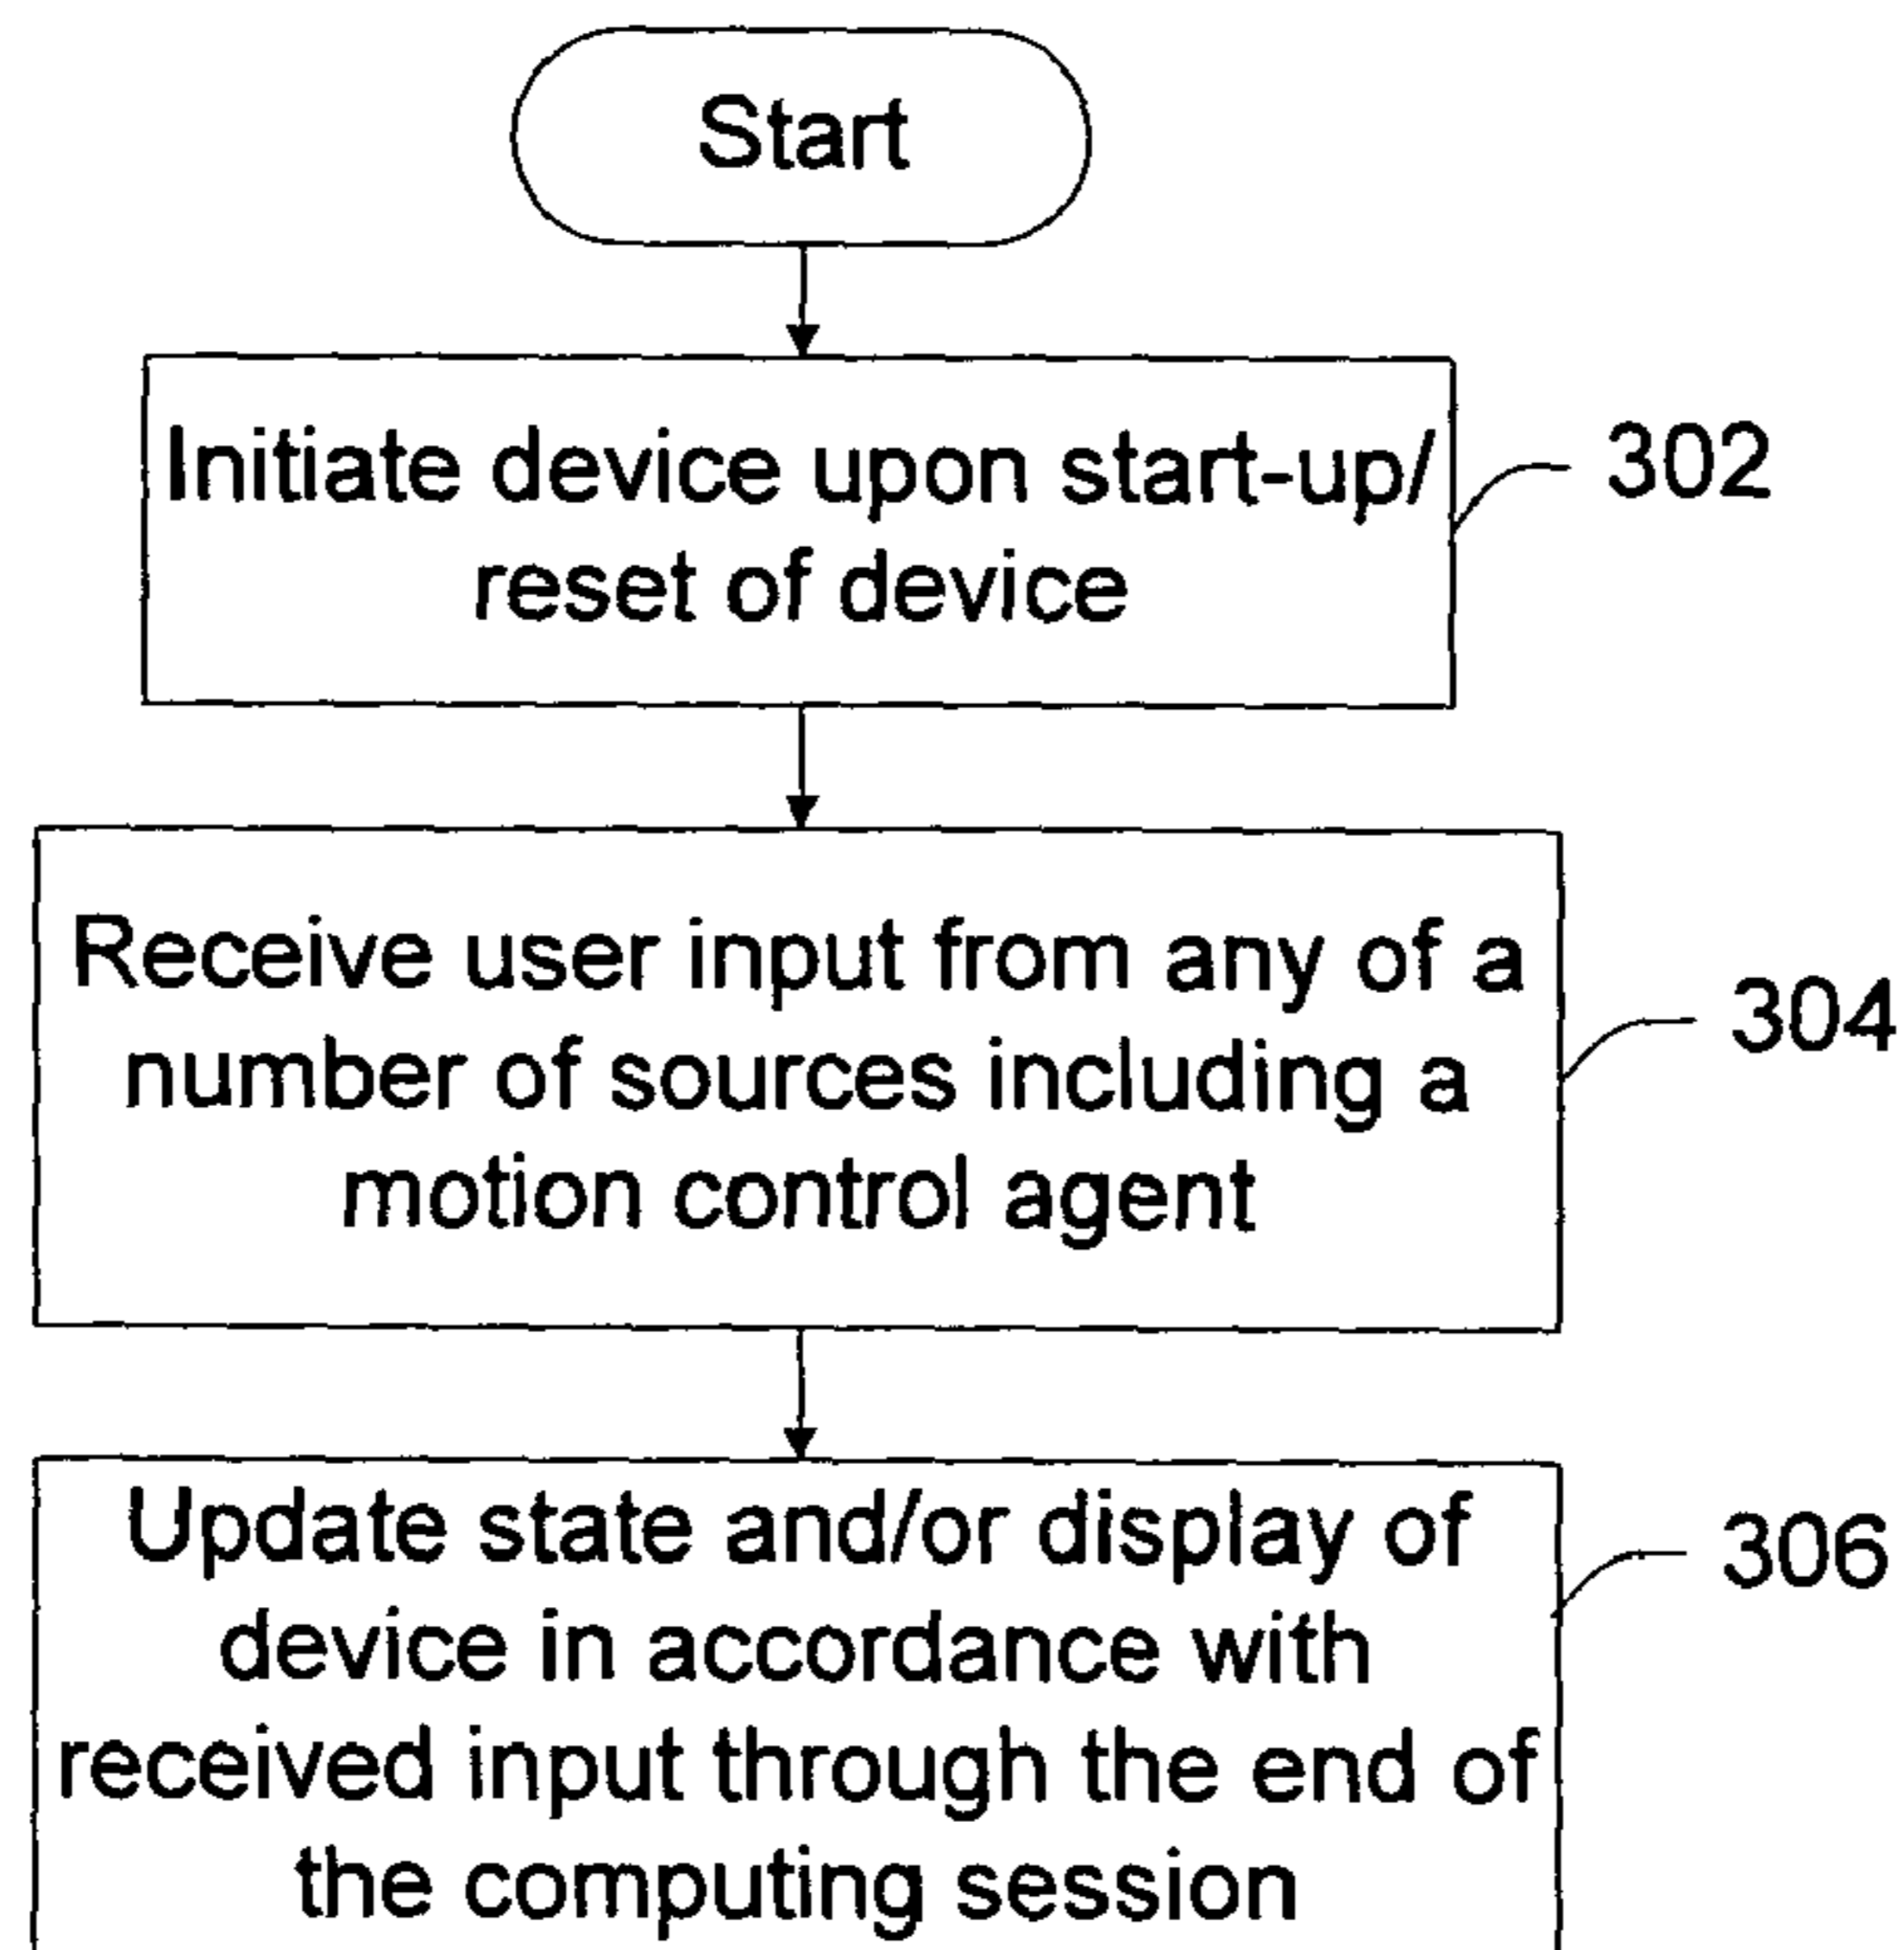 Start
Initiate device upon start-up/
reset of device
302
Receive user input from any of a
number of sources including a
motion control agent
304
Update state and/or display of
device in accordance with
received input through the end of
the computing session
306